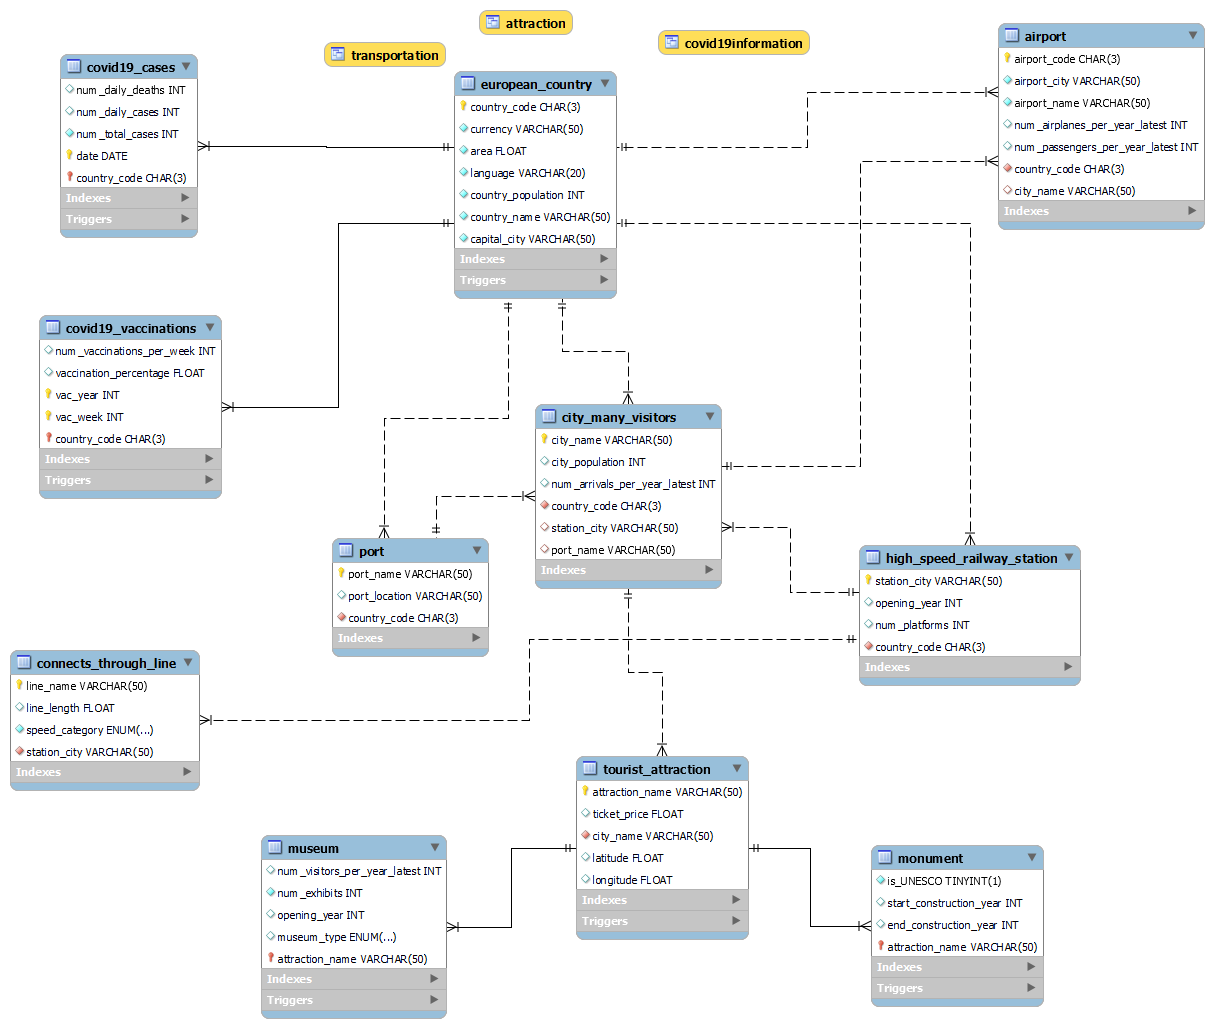 attraction
transportation
covid19information
covid19_cases
num_daily_deaths INT
num_daily_cases INT
num_total_cases INT
date DATE
country_code CHAR(3)
Indexes
Triggers
european_country
country_code CHAR(3)
currency VARCHAR(50)
area FLOAT
language VARCHAR(20)
country_population INT
country_name VARCHAR(50)
capital_city VARCHAR(50)
Indexes
Triggers
airport
airport_code CHAR(3)
airport_city VARCHAR(50)
airport_name VARCHAR(50)
num_airplanes_per_year_latest INT
num_passengers_per_year_latest INT
country_code CHAR(3)
city_name VARCHAR(50)
Indexes
covid19_vaccinations
num_vaccinations_per_week INT
vaccination_percentage FLOAT
vac_year INT
vac_week INT
country_code CHAR(3)
Indexes
Triggers
city_many_visitors
city_name VARCHAR(50)
city_population INT
num_arrivals_per_year_latest INT
country_code CHAR(3)
station_city VARCHAR(50)
port_name VARCHAR(50)
Indexes
port
port_name VARCHAR(50)
port_location VARCHAR(50)
country_code CHAR(3)
Indexes
high_speed_railway_station
station_city VARCHAR(50)
opening_year INT
num_platforms INT
country_code CHAR(3)
Indexes
connects_through_line
line_name VARCHAR(50)
line_length FLOAT
speed_category ENUM(...)
station_city VARCHAR(50)
Indexes
tourist_attraction
attraction_name VARCHAR(50)
ticket_price FLOAT
city_name VARCHAR(50)
latitude FLOAT
longitude FLOAT
Indexes
Triggers
museum
num_visitors_per_year_latest INT
num_exhibits INT
opening_year INT
museum_type ENUM(...)
attraction_name VARCHAR(50)
Indexes
Triggers
monument
is_UNESCO TINYINT(1)
start_construction_year INT
end_construction_year INT
attraction_name VARCHAR(50)
Indexes
Triggers